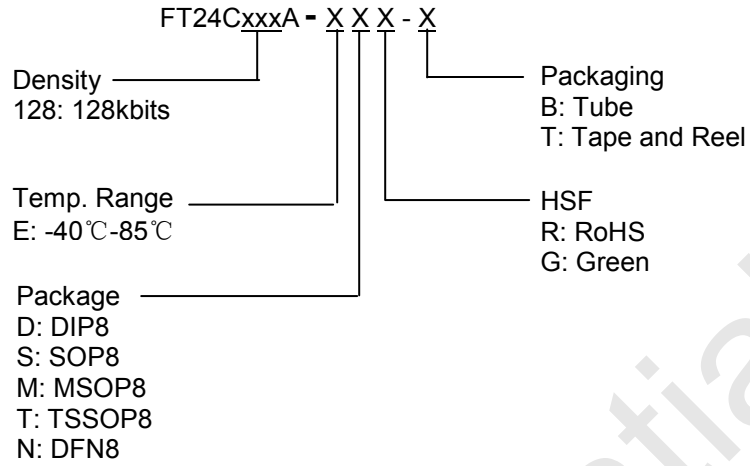 FT24CxxxA - X X X - X
Density
128: 128kbits
Temp. Range
E: -40℃-85℃
Package
D: DIP8
S: SOP8
M: MSOP8
T: TSSOP8
N: DFN8
Packaging
B: Tube
T: Tape and Reel
HSF
R: RoHS
G: Green